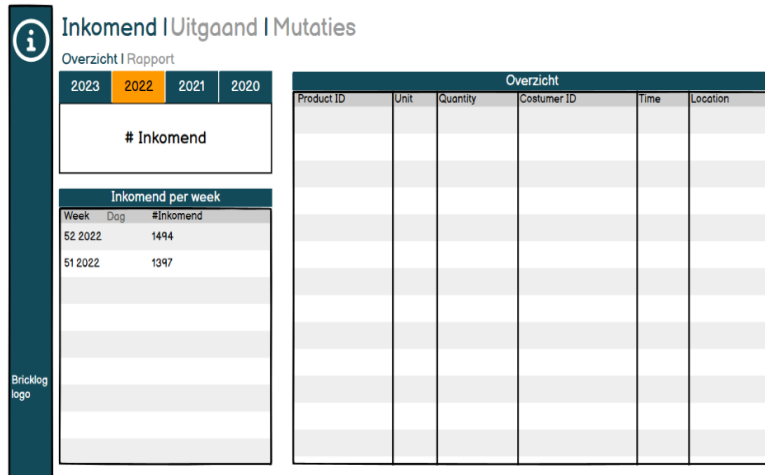 Inkomend | Uitgaand | Mutaties
Overzicht | Rapport
2023 2022 2021 2020
# Inkomend
Inkomend per week
Week Dag #Inkomend
52 2022 1494
51 2022 1397
Overzicht
Product ID Unit Quantity Costumer ID Time Location
Bricklog
logo